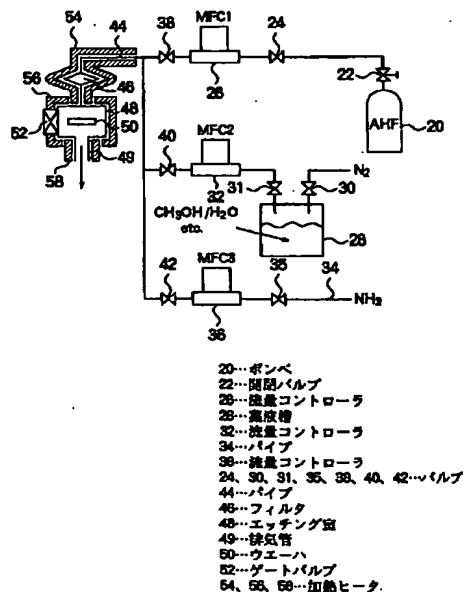 54
44
38
MFC1
24
26
22
AHF
20
46
56
48
50
52
49
58
40
MFC2
32
31
30
N₂
CH₃OH/H₂O
etc.
28
42
MFC3
36
35
34
NH₂
20…ボンベ
22…開閉バルブ
26…流量コントローラ
28…薬液槽
32…流量コントローラ
34…パイプ
36…流量コントローラ
24、30、31、35、38、40、42…バルブ
44…パイプ
46…フィルタ
48…エッチング室
49…排気管
50…ウエーハ
52…ゲートバルブ
54、56、58…加熱ヒータ